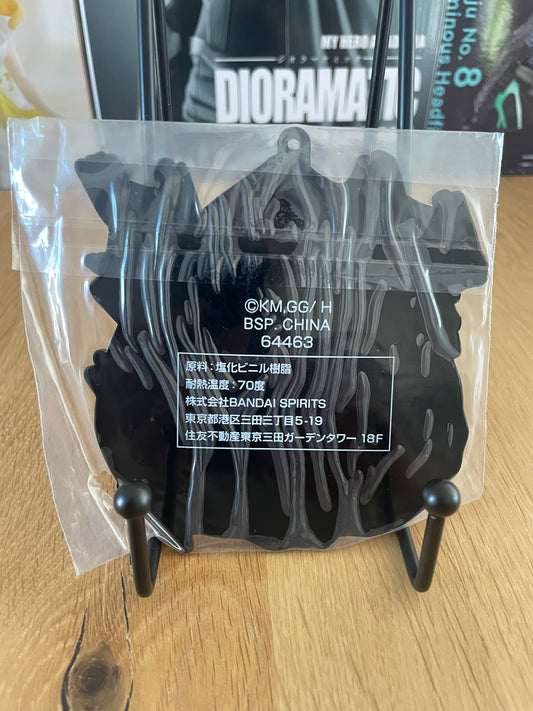 MY HERO ACADEMIA
DIORAMATIC
ju No. 8
minous Headf
©KM,GG/ H
BSP. CHINA
64463
原料:塩化ビニル樹脂
耐熱温度:70度
株式会社BANDAI SPIRITS
東京都港区三田三丁目5-19
住友不動産東京三田ガーデンタワー 18F